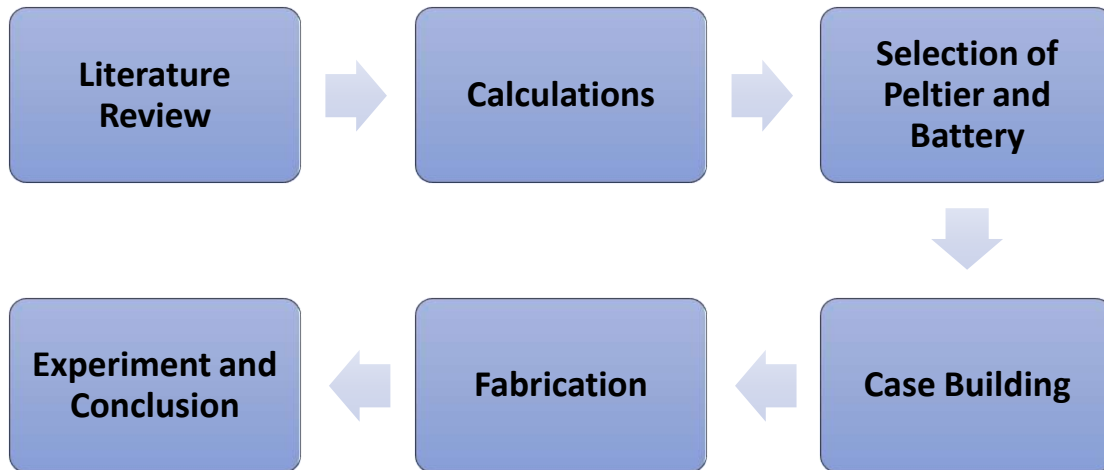 Literature
Review
Calculations
Selection of
Peltier and
Battery
Case Building
Fabrication
Experiment and
Conclusion